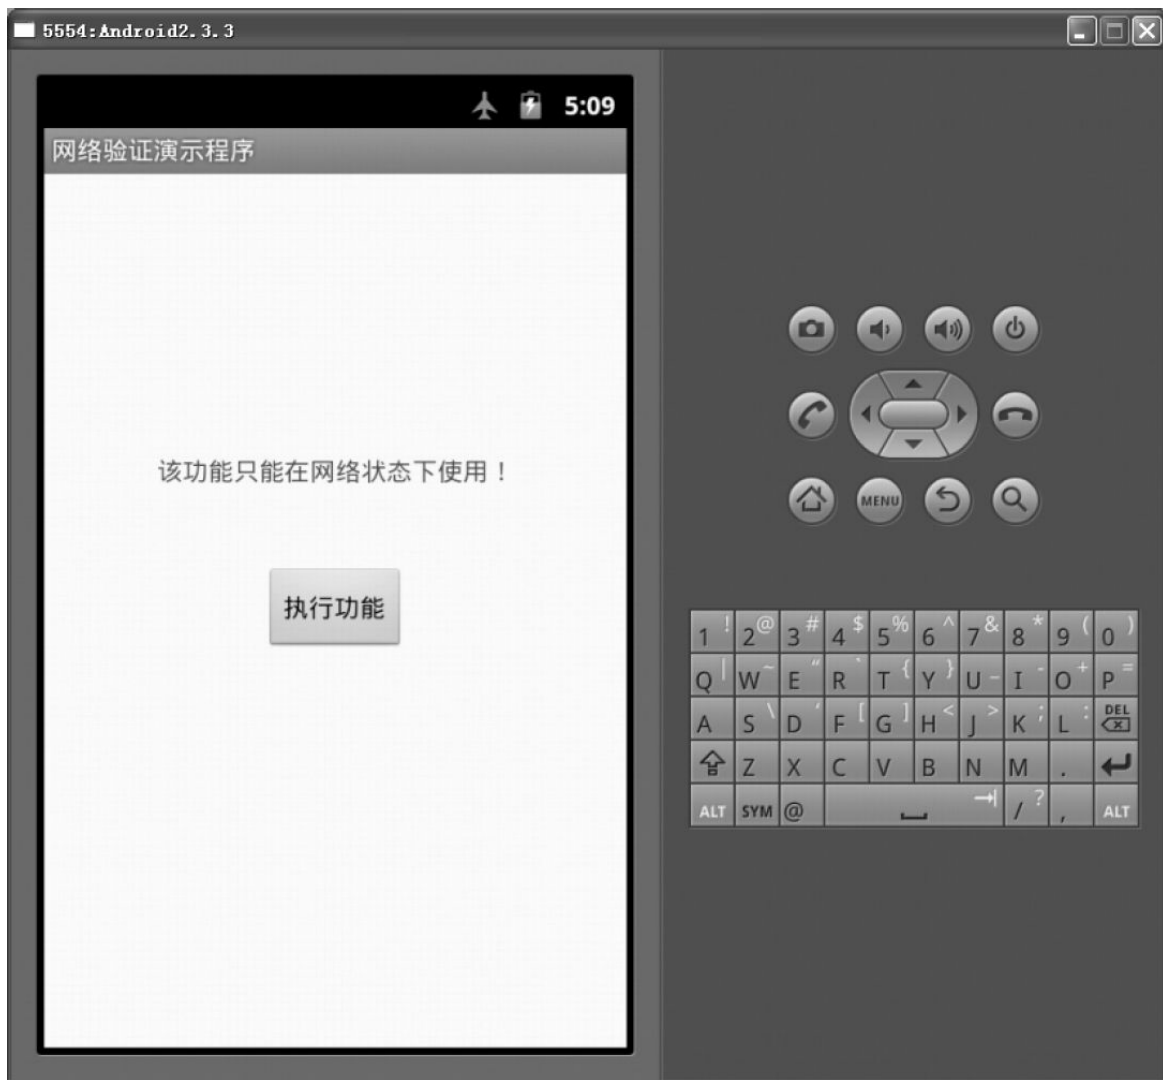 5554:Android2.3.3
5:09
网络验证演示程序
该功能只能在网络状态下使用！
执行功能
MENU
1 ! 2 @ 3 # 4 $ 5 % 6 ^ 7 & 8 * 9 ( 0 )
Q | W ~ E “ R ` T { Y } U _ I - O + P =
A S \ D ‘ F [ G ] H < J > K ; L : DEL
Z X C V B N M .
ALT SYM @ / ? , ALT